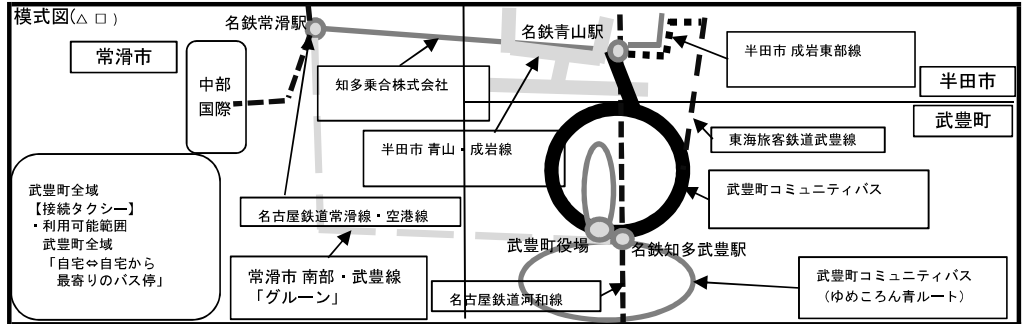 模式図(△ □ )
名鉄常滑駅
名鉄青山駅
常滑市
中部
国際
知多乗合株式会社
半田市 成岩東部線
半田市
武豊町
半田市 青山・成岩線
東海旅客鉄道武豊線
武豊町全域
【接続タクシー】
・利用可能範囲
武豊町全域
「自宅⇔自宅から
最寄りのバス停」
名古屋鉄道常滑線・空港線
武豊町コミュニティバス
武豊町役場
名鉄知多武豊駅
常滑市 南部・武豊線
「グルーン」
名古屋鉄道河和線
武豊町コミュニティバス
(ゆめころん青ルート)